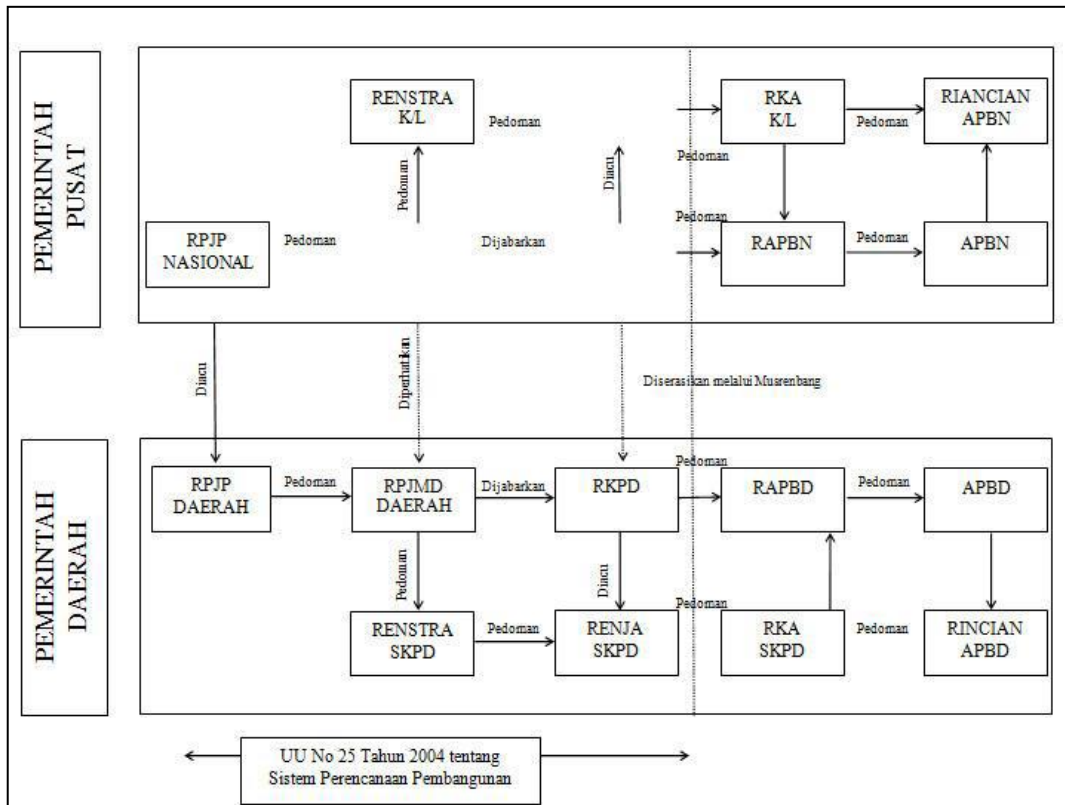 PEMERINTAH
PUSAT
RENSTRA
K/L
Pedoman
RKA
K/L
Pedoman
RIANCIAN
APBN
Pedoman
Diacu
Pedoman
RPJP
NASIONAL
Pedoman
Dijabarkan
Pedoman
RAPBN
Pedoman
APBN
Diacu
Diperhatikan
Diserasikan melalui Musrenbang
PEMERINTAH
DAERAH
RPJP
DAERAH
Pedoman
RPJMD
DAERAH
Dijabarkan
RKPD
Pedoman
RAPBD
Pedoman
APBD
Pedoman
Diacu
RENSTRA
SKPD
Pedoman
RENJA
SKPD
Pedoman
RKA
SKPD
Pedoman
RINCIAN
APBD
UU No 25 Tahun 2004 tentang
Sistem Perencanaan Pembangunan